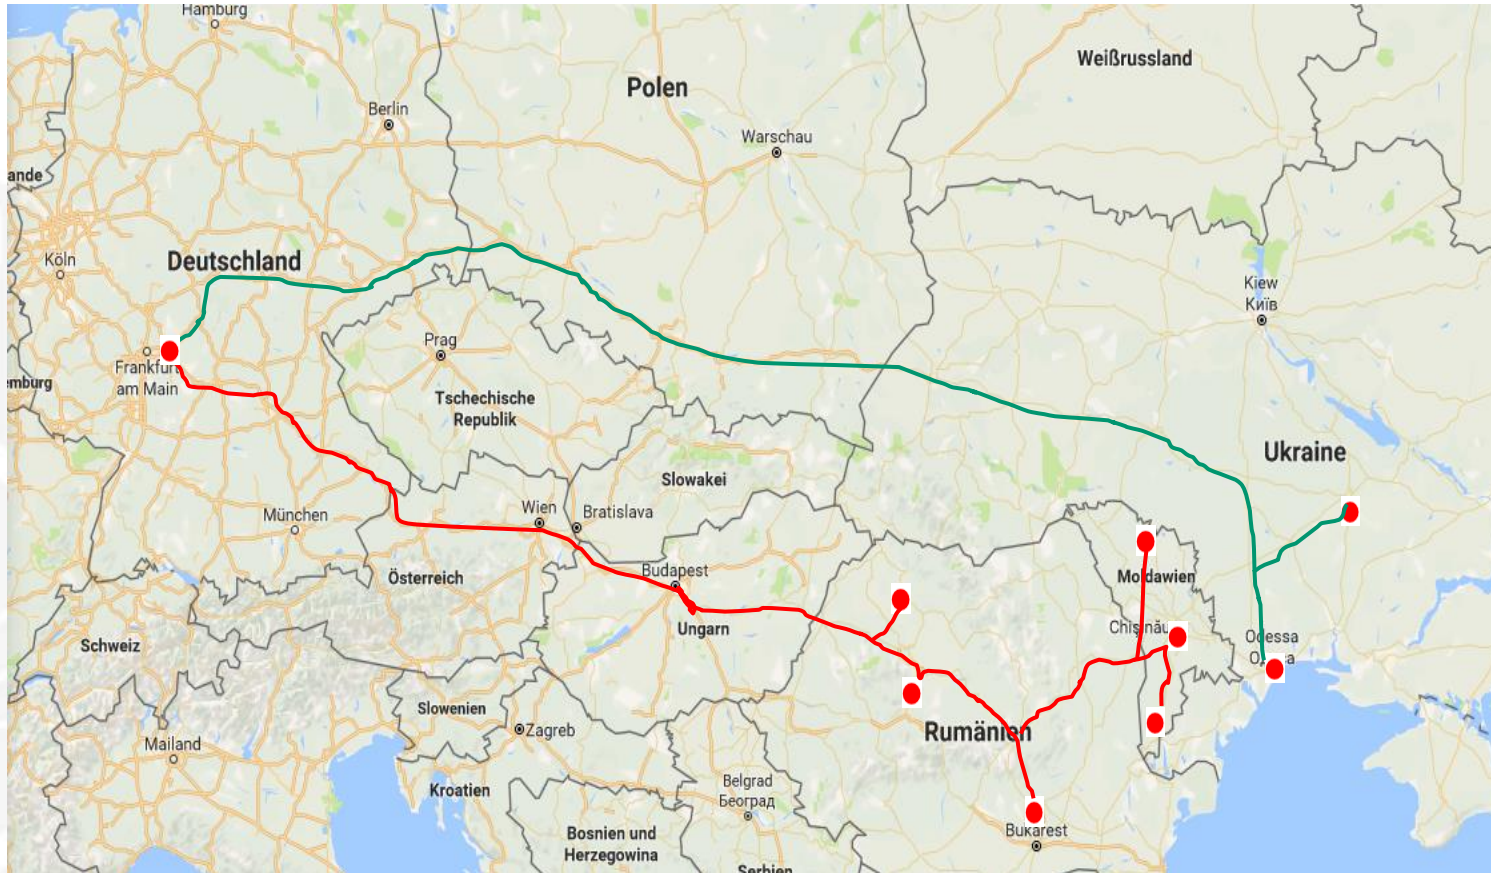 Hamburg
Weißrussland
Polen
Berlin
Warschau
ande
Köln
Deutschland
Kiew
Київ
Prag
Frankfurt
am Main
emburg
Tschechische
Republik
Ukraine
Slowakei
Wien
Bratislava
München
Österreich
Budapest
Moldawien
Ungarn
Chişinău
Odessa
Schweiz
Slowenien
Zagreb
Rumänien
Mailand
Kroatien
Belgrad
Београд
Bukarest
Bosnien und
Herzegowina
Serbien